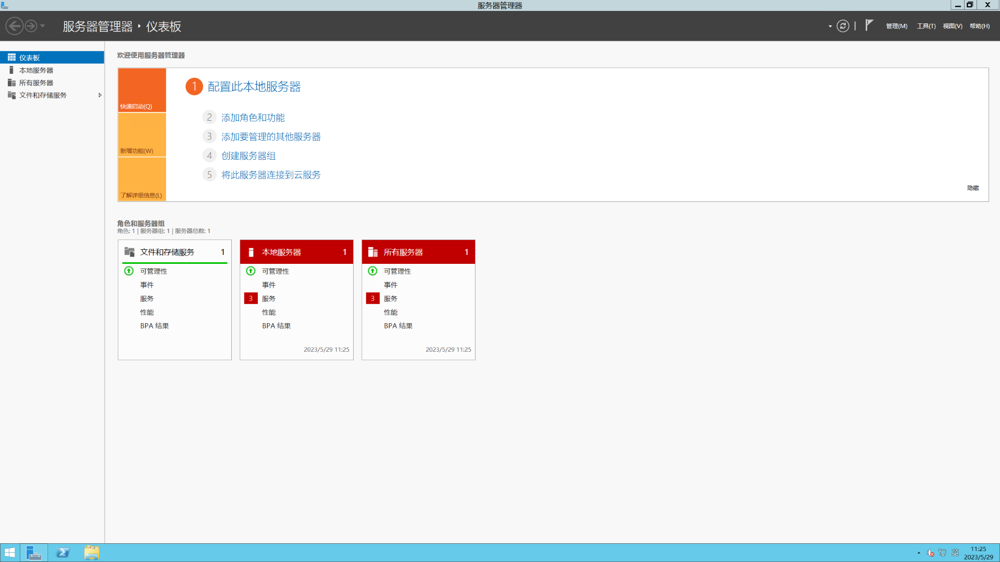 服务器管理器
服务器管理器 ‣ 仪表板
管理(M) 工具(T) 视图(V) 帮助(H)
仪表板
本地服务器
所有服务器
文件和存储服务
欢迎使用服务器管理器
快速启动(Q)
新增功能(W)
了解详细信息(L)
1 配置此本地服务器
2 添加角色和功能
3 添加要管理的其他服务器
4 创建服务器组
5 将此服务器连接到云服务
隐藏
角色和服务器组
角色: 1 | 服务器组: 1 | 服务器总数: 1
文件和存储服务 1
可管理性
事件
服务
性能
BPA 结果
本地服务器 1
可管理性
事件
3 服务
性能
BPA 结果
2023/5/29 11:25
所有服务器 1
可管理性
事件
3 服务
性能
BPA 结果
2023/5/29 11:25
英
11:25
2023/5/29